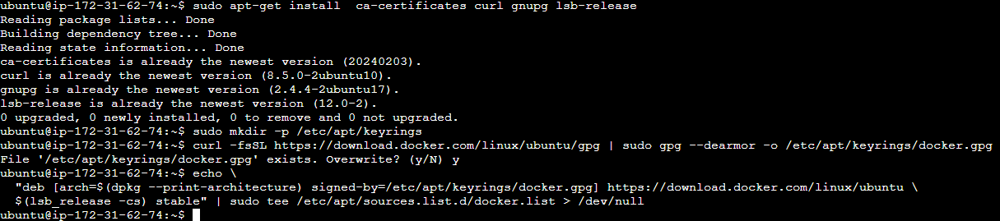 ubuntu@ip-172-31-62-74:~$ sudo apt-get install  ca-certificates curl gnupg lsb-release
Reading package lists... Done
Building dependency tree... Done
Reading state information... Done
ca-certificates is already the newest version (20240203).
curl is already the newest version (8.5.0-2ubuntu10).
gnupg is already the newest version (2.4.4-2ubuntu17).
lsb-release is already the newest version (12.0-2).
0 upgraded, 0 newly installed, 0 to remove and 0 not upgraded.
ubuntu@ip-172-31-62-74:~$ sudo mkdir -p /etc/apt/keyrings
ubuntu@ip-172-31-62-74:~$ curl -fsSL https://download.docker.com/linux/ubuntu/gpg | sudo gpg --dearmor -o /etc/apt/keyrings/docker.gpg
File '/etc/apt/keyrings/docker.gpg' exists. Overwrite? (y/N) y
ubuntu@ip-172-31-62-74:~$ echo \
  "deb [arch=$(dpkg --print-architecture) signed-by=/etc/apt/keyrings/docker.gpg] https://download.docker.com/linux/ubuntu \
  $(lsb_release -cs) stable" | sudo tee /etc/apt/sources.list.d/docker.list > /dev/null
ubuntu@ip-172-31-62-74:~$